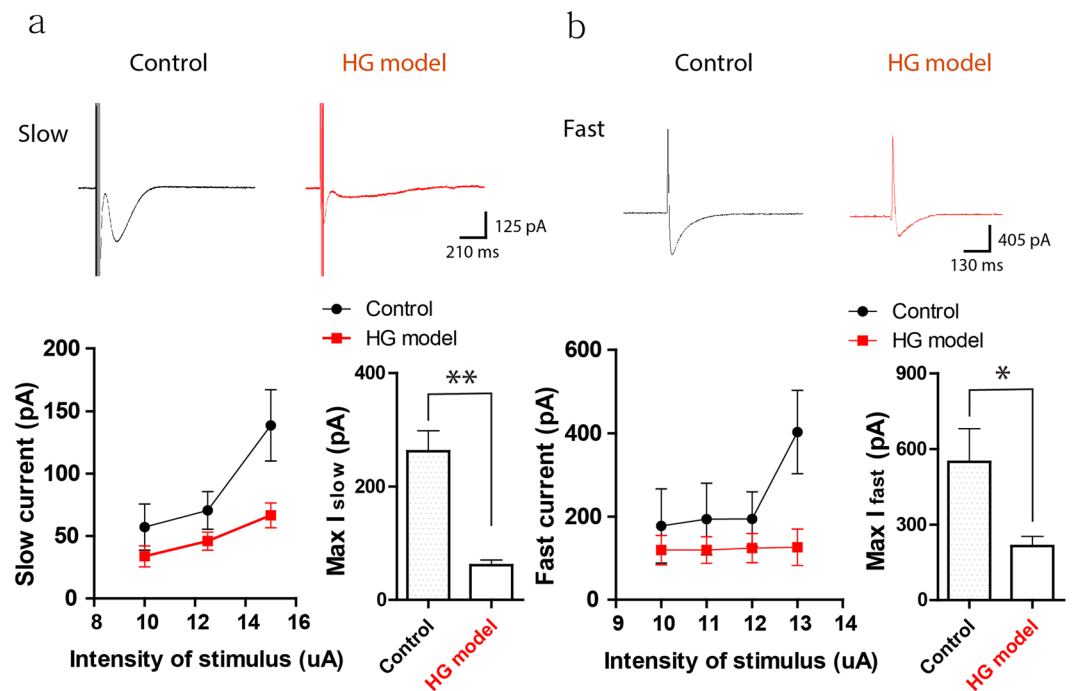 a
Control
HG model
Slow
125 pA
210 ms
Control
HG model
Slow current (pA)
200
150
100
50
0
8
10
12
14
16
Intensity of stimulus (uA)
Max I slow (pA)
400
200
0
**
Control
HG model
b
Control
HG model
Fast
405 pA
130 ms
Control
HG model
Fast current (pA)
600
400
200
0
9
10
11
12
13
14
Intensity of stimulus (uA)
Max I fast (pA)
900
600
300
0
*
Control
HG model